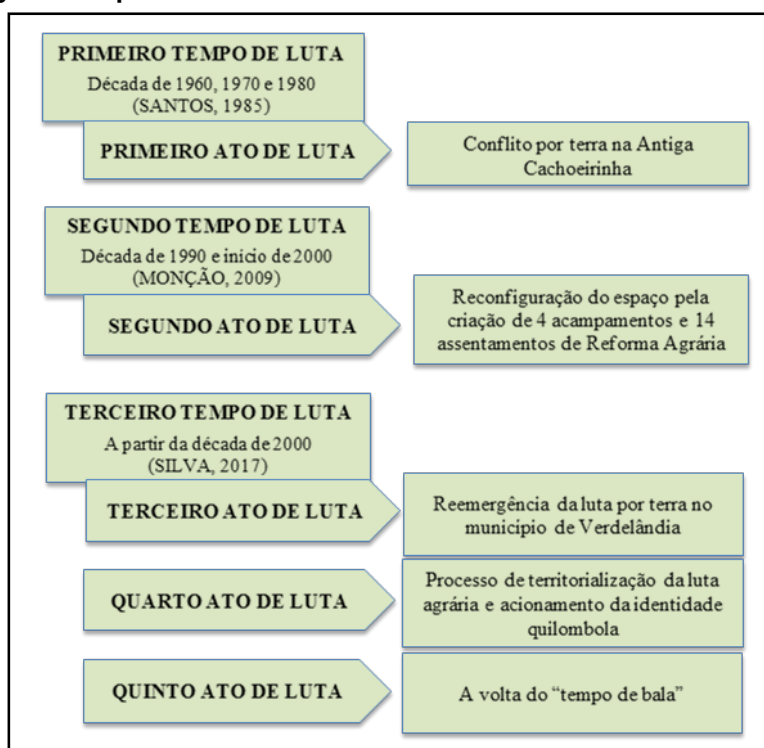 PRIMEIRO TEMPO DE LUTA
Década de 1960, 1970 e 1980
(SANTOS, 1985)
PRIMEIRO ATO DE LUTA
Conflito por terra na Antiga
Cachoeirinha
SEGUNDO TEMPO DE LUTA
Década de 1990 e inicio de 2000
(MONÇÃO, 2009)
SEGUNDO ATO DE LUTA
Reconfiguração do espaço pela
criação de 4 acampamentos e 14
assentamentos de Reforma Agrária
TERCEIRO TEMPO DE LUTA
A partir da década de 2000
(SILVA, 2017)
TERCEIRO ATO DE LUTA
Reemergência da luta por terra no
município de Verdelândia
QUARTO ATO DE LUTA
Processo de territorialização da luta
agrária e acionamento da identidade
quilombola
QUINTO ATO DE LUTA
A volta do “tempo de bala”